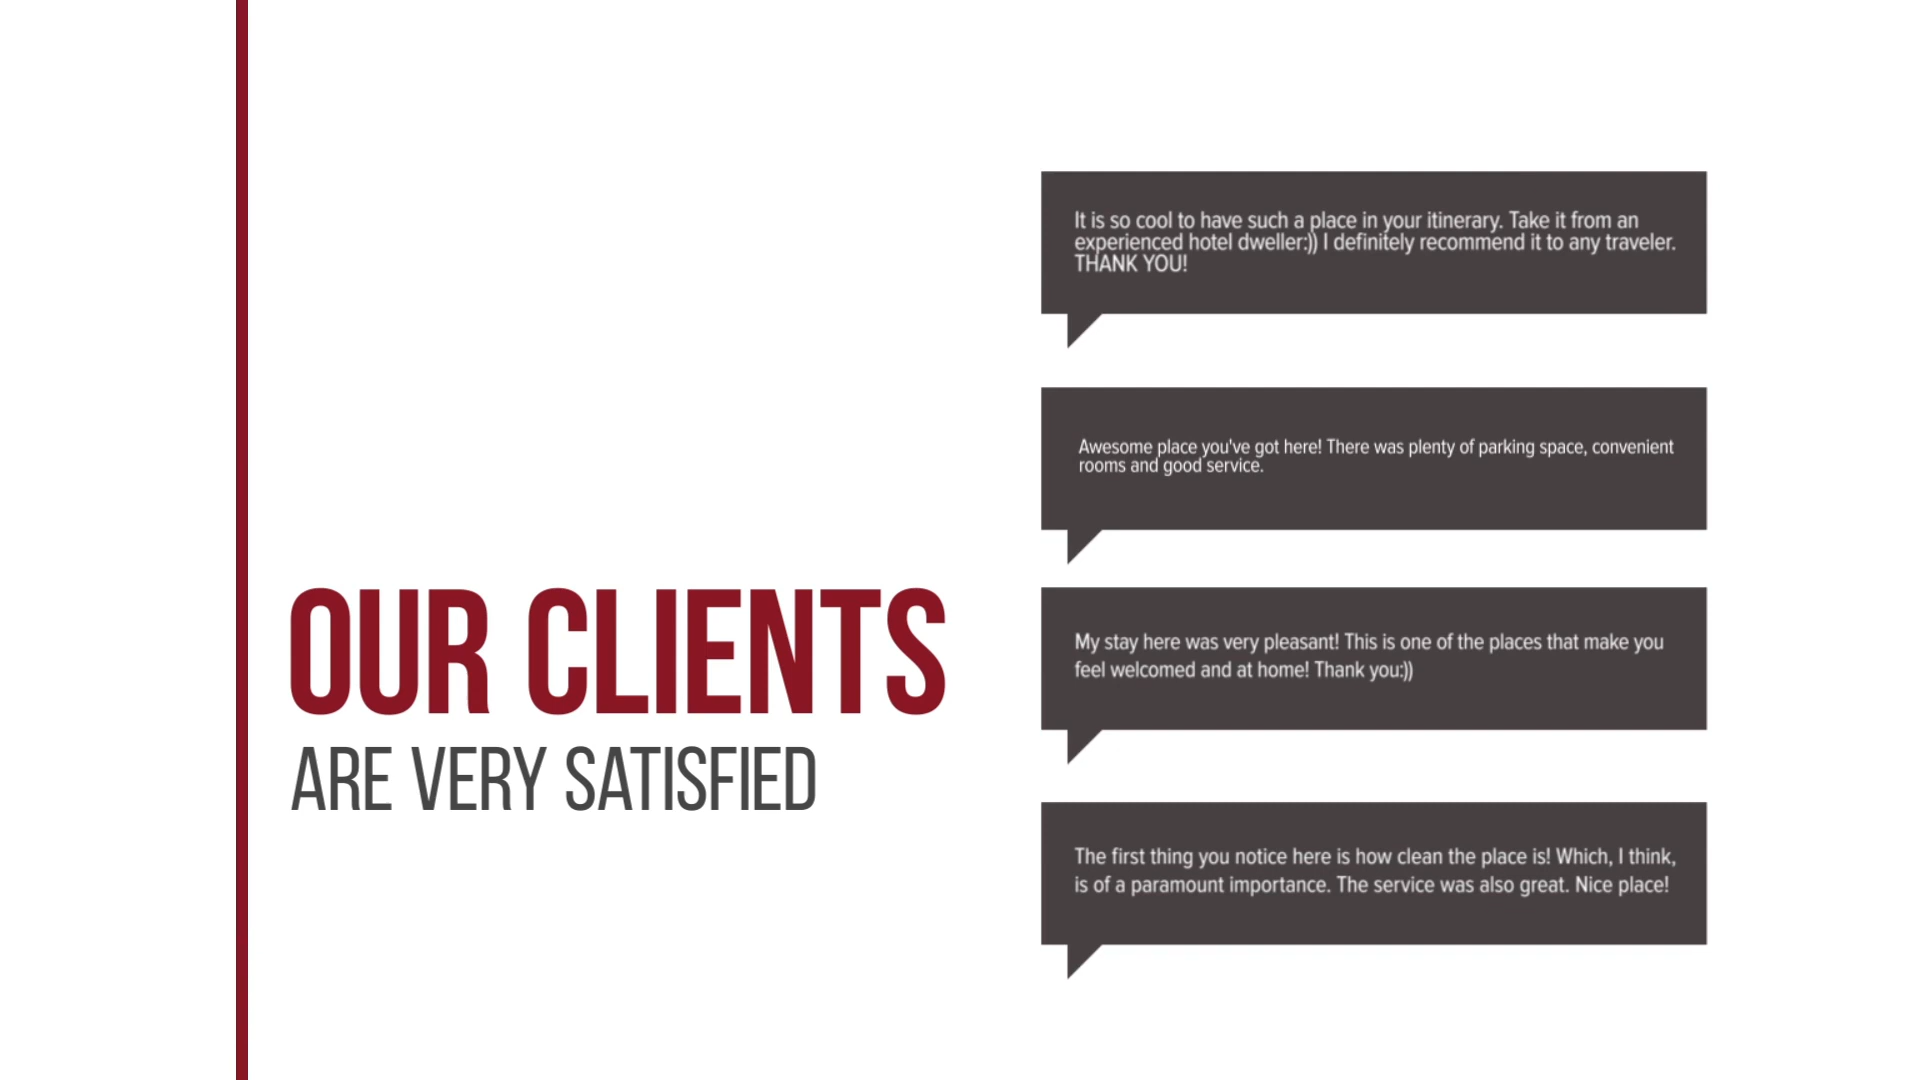 OUR CLIENTS
ARE VERY SATISFIED
It is so cool to have such a place in your itinerary. Take it from an
experienced hotel dweller:)) I definitely recommend it to any traveler.
THANK YOU!
Awesome place you've got here! There was plenty of parking space, convenient
rooms and good service.
My stay here was very pleasant! This is one of the places that make you
feel welcomed and at home! Thank you:))
The first thing you notice here is how clean the place is! Which, I think,
is of a paramount importance. The service was also great. Nice place!